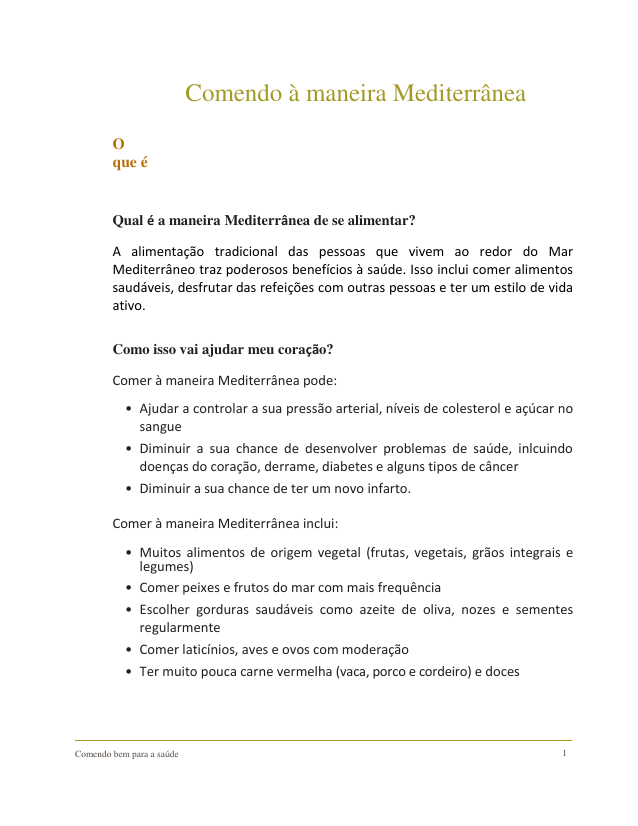 Comendo à maneira Mediterrânea
O
que é
Qual é a maneira Mediterrânea de se alimentar?
A alimentação tradicional das pessoas que vivem ao redor do Mar
Mediterrâneo traz poderosos benefícios à saúde. Isso inclui comer alimentos
saudáveis, desfrutar das refeições com outras pessoas e ter um estilo de vida
ativo.
Como isso vai ajudar meu coração?
Comer à maneira Mediterrânea pode:
• Ajudar a controlar a sua pressão arterial, níveis de colesterol e açúcar no
sangue
• Diminuir a sua chance de desenvolver problemas de saúde, inlcuindo
doenças do coração, derrame, diabetes e alguns tipos de câncer
• Diminuir a sua chance de ter um novo infarto.
Comer à maneira Mediterrânea inclui:
• Muitos alimentos de origem vegetal (frutas, vegetais, grãos integrais e
legumes)
• Comer peixes e frutos do mar com mais frequência
• Escolher gorduras saudáveis como azeite de oliva, nozes e sementes
regularmente
• Comer laticínios, aves e ovos com moderação
• Ter muito pouca carne vermelha (vaca, porco e cordeiro) e doces
Comendo bem para a saúde 1